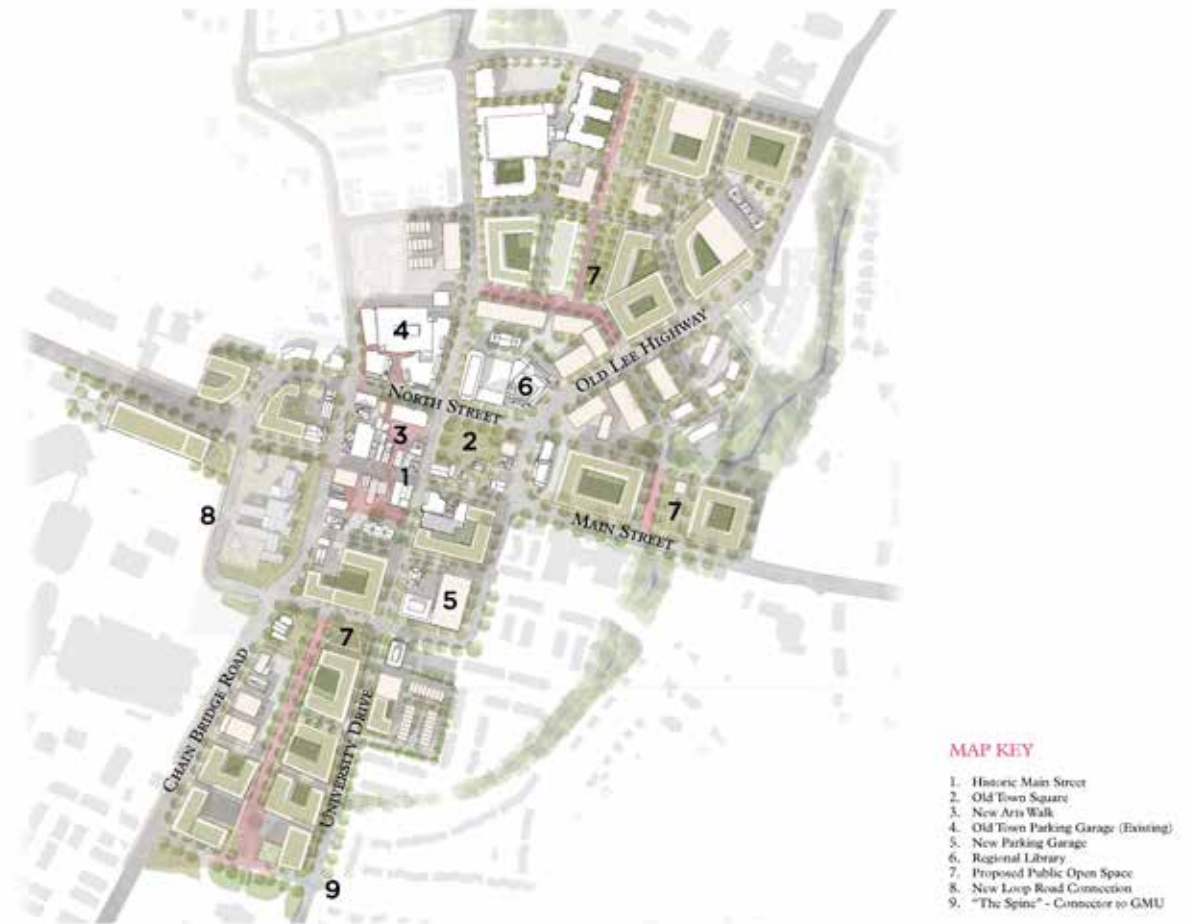 7
4
OLD LEE HIGHWAY
6
NORTH STREET
3
2
1
7
8
MAIN STREET
5
7
CHAIN BRIDGE ROAD
UNIVERSITY DRIVE
9
MAP KEY
1. Historic Main Street
2. Old Town Square
3. New Arts Walk
4. Old Town Parking Garage (Existing)
5. New Parking Garage
6. Regional Library
7. Proposed Public Open Space
8. New Loop Road Connection
9. "The Spine" - Connector to GMU